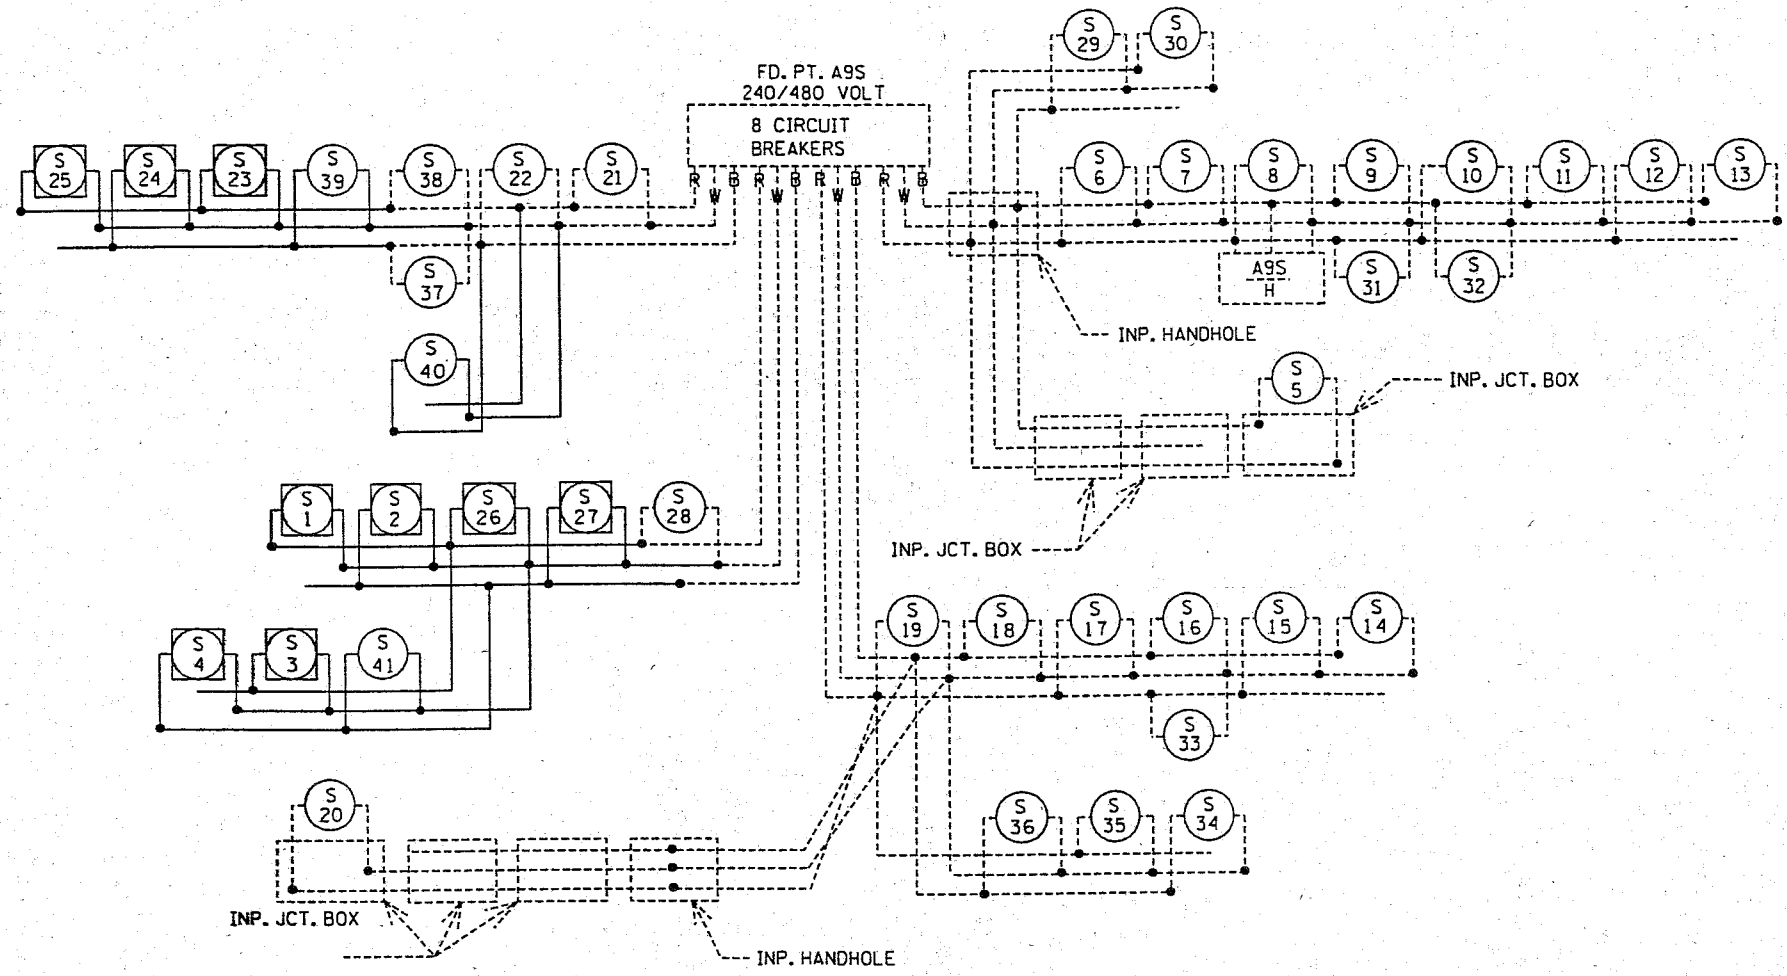 S
29
S
30
FD. PT. A9S
240/480 VOLT
8 CIRCUIT
BREAKERS
S
25
S
24
S
23
S
39
S
38
S
22
S
21
R W B R W B R W B R W B
S
6
S
7
S
8
S
9
S
10
S
11
S
12
S
13
S
37
A9S
H
S
31
S
32
INP. HANDHOLE
S
40
S
5
INP. JCT. BOX
S
1
S
2
S
26
S
27
S
28
INP. JCT. BOX
S
19
S
18
S
17
S
16
S
15
S
14
S
4
S
3
S
41
S
33
S
20
S
36
S
35
S
34
INP. JCT. BOX
INP. HANDHOLE